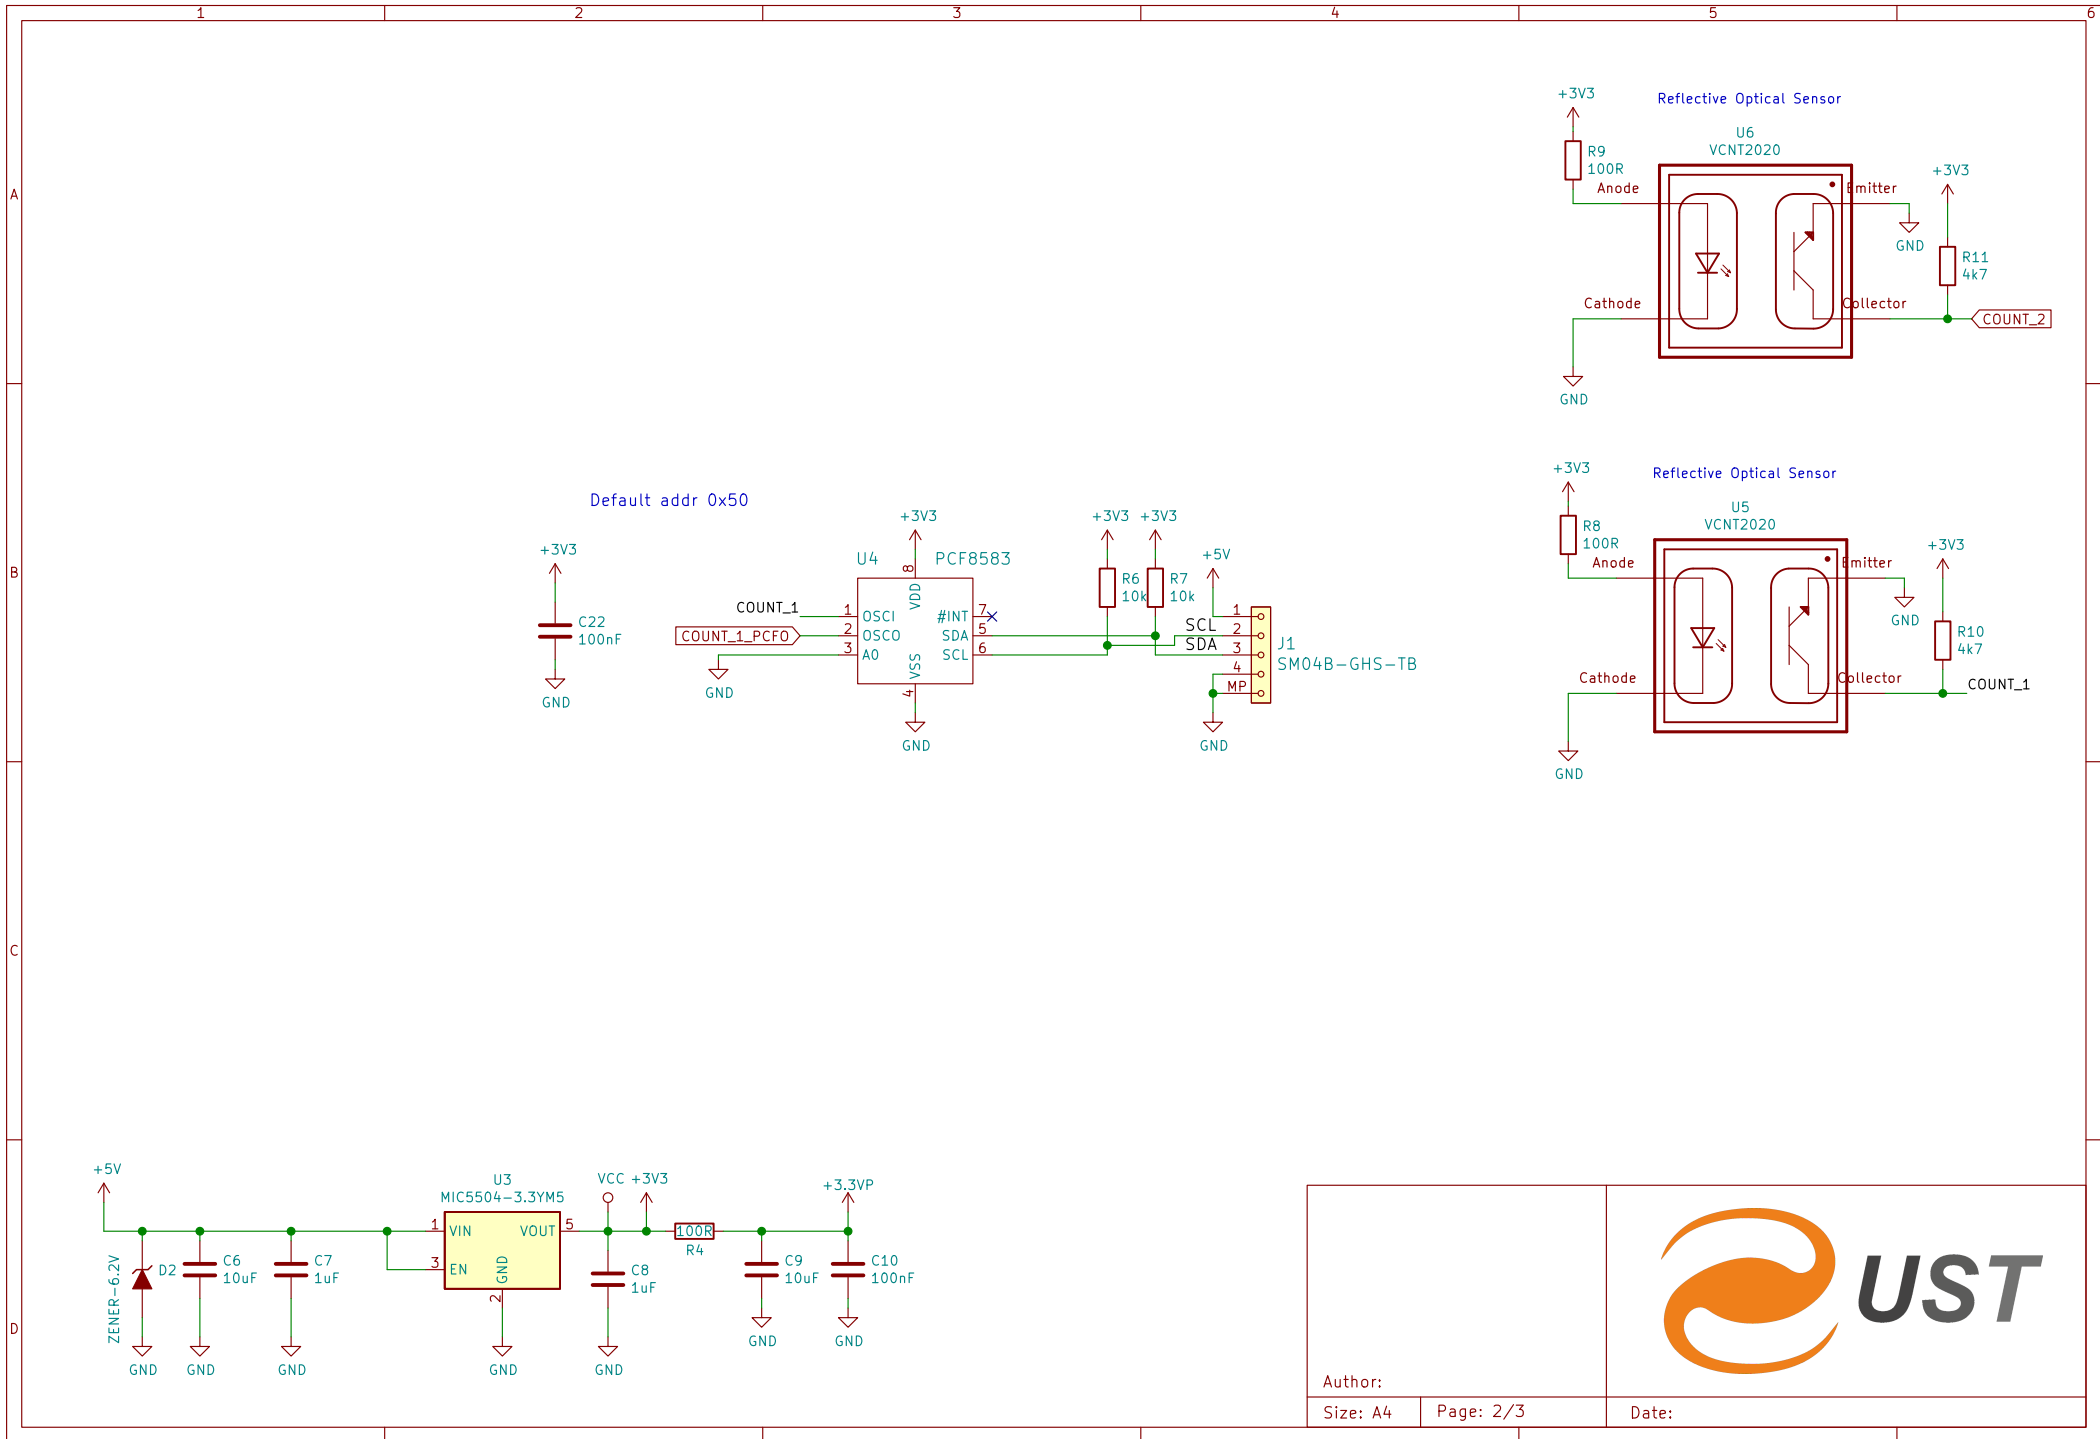 1 2 3 4 5 6
A
B
C
D
+3V3
Reflective Optical Sensor
U6
VCNT2020
R9
100R
Anode
Emitter
+3V3
GND
R11
4k7
Cathode
Collector
COUNT_2
GND
+3V3
Reflective Optical Sensor
U5
VCNT2020
R8
100R
Anode
Emitter
+3V3
GND
R10
4k7
Cathode
Collector
COUNT_1
GND
Default addr 0x50
+3V3
C22
100nF
GND
+3V3
U4
PCF8583
8
VDD
COUNT_1
1
OSCI
#INT
7
COUNT_1_PCFO
2
OSCO
SDA
5
3
A0
SCL
6
VSS
4
GND
GND
+3V3
+3V3
R6
10k
R7
10k
+5V
1
SCL
2
SDA
3
4
MP
J1
SM04B-GHS-TB
GND
+5V
ZENER-6.2V
D2
C6
10uF
C7
1uF
GND
GND
GND
U3
MIC5504-3.3YM5
1
VIN
VOUT
5
3
EN
GND
2
GND
VCC
+3V3
C8
1uF
GND
100R
R4
+3.3VP
C9
10uF
C10
100nF
GND
GND
UST
Author:
Size: A4
Page: 2/3
Date: